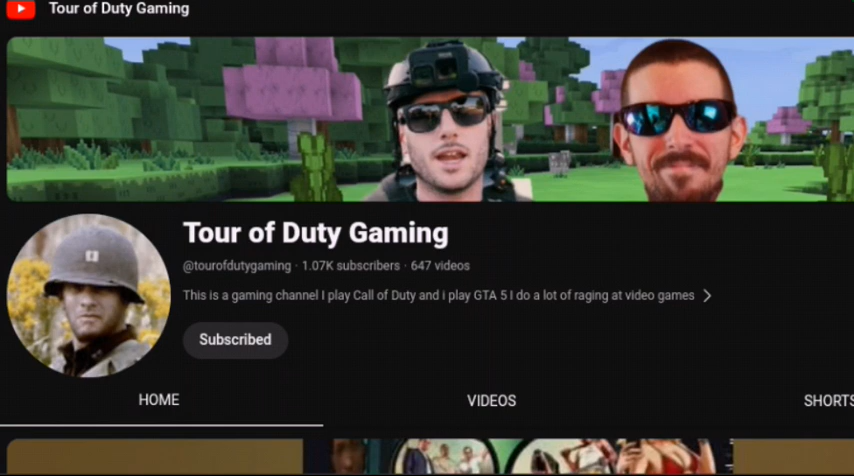 Tour of Duty Gaming
Tour of Duty Gaming
@tourofdutygaming · 1.07K subscribers · 647 videos
This is a gaming channel I play Call of Duty and i play GTA 5 I do a lot of raging at video games
Subscribed
HOME VIDEOS SHORTS